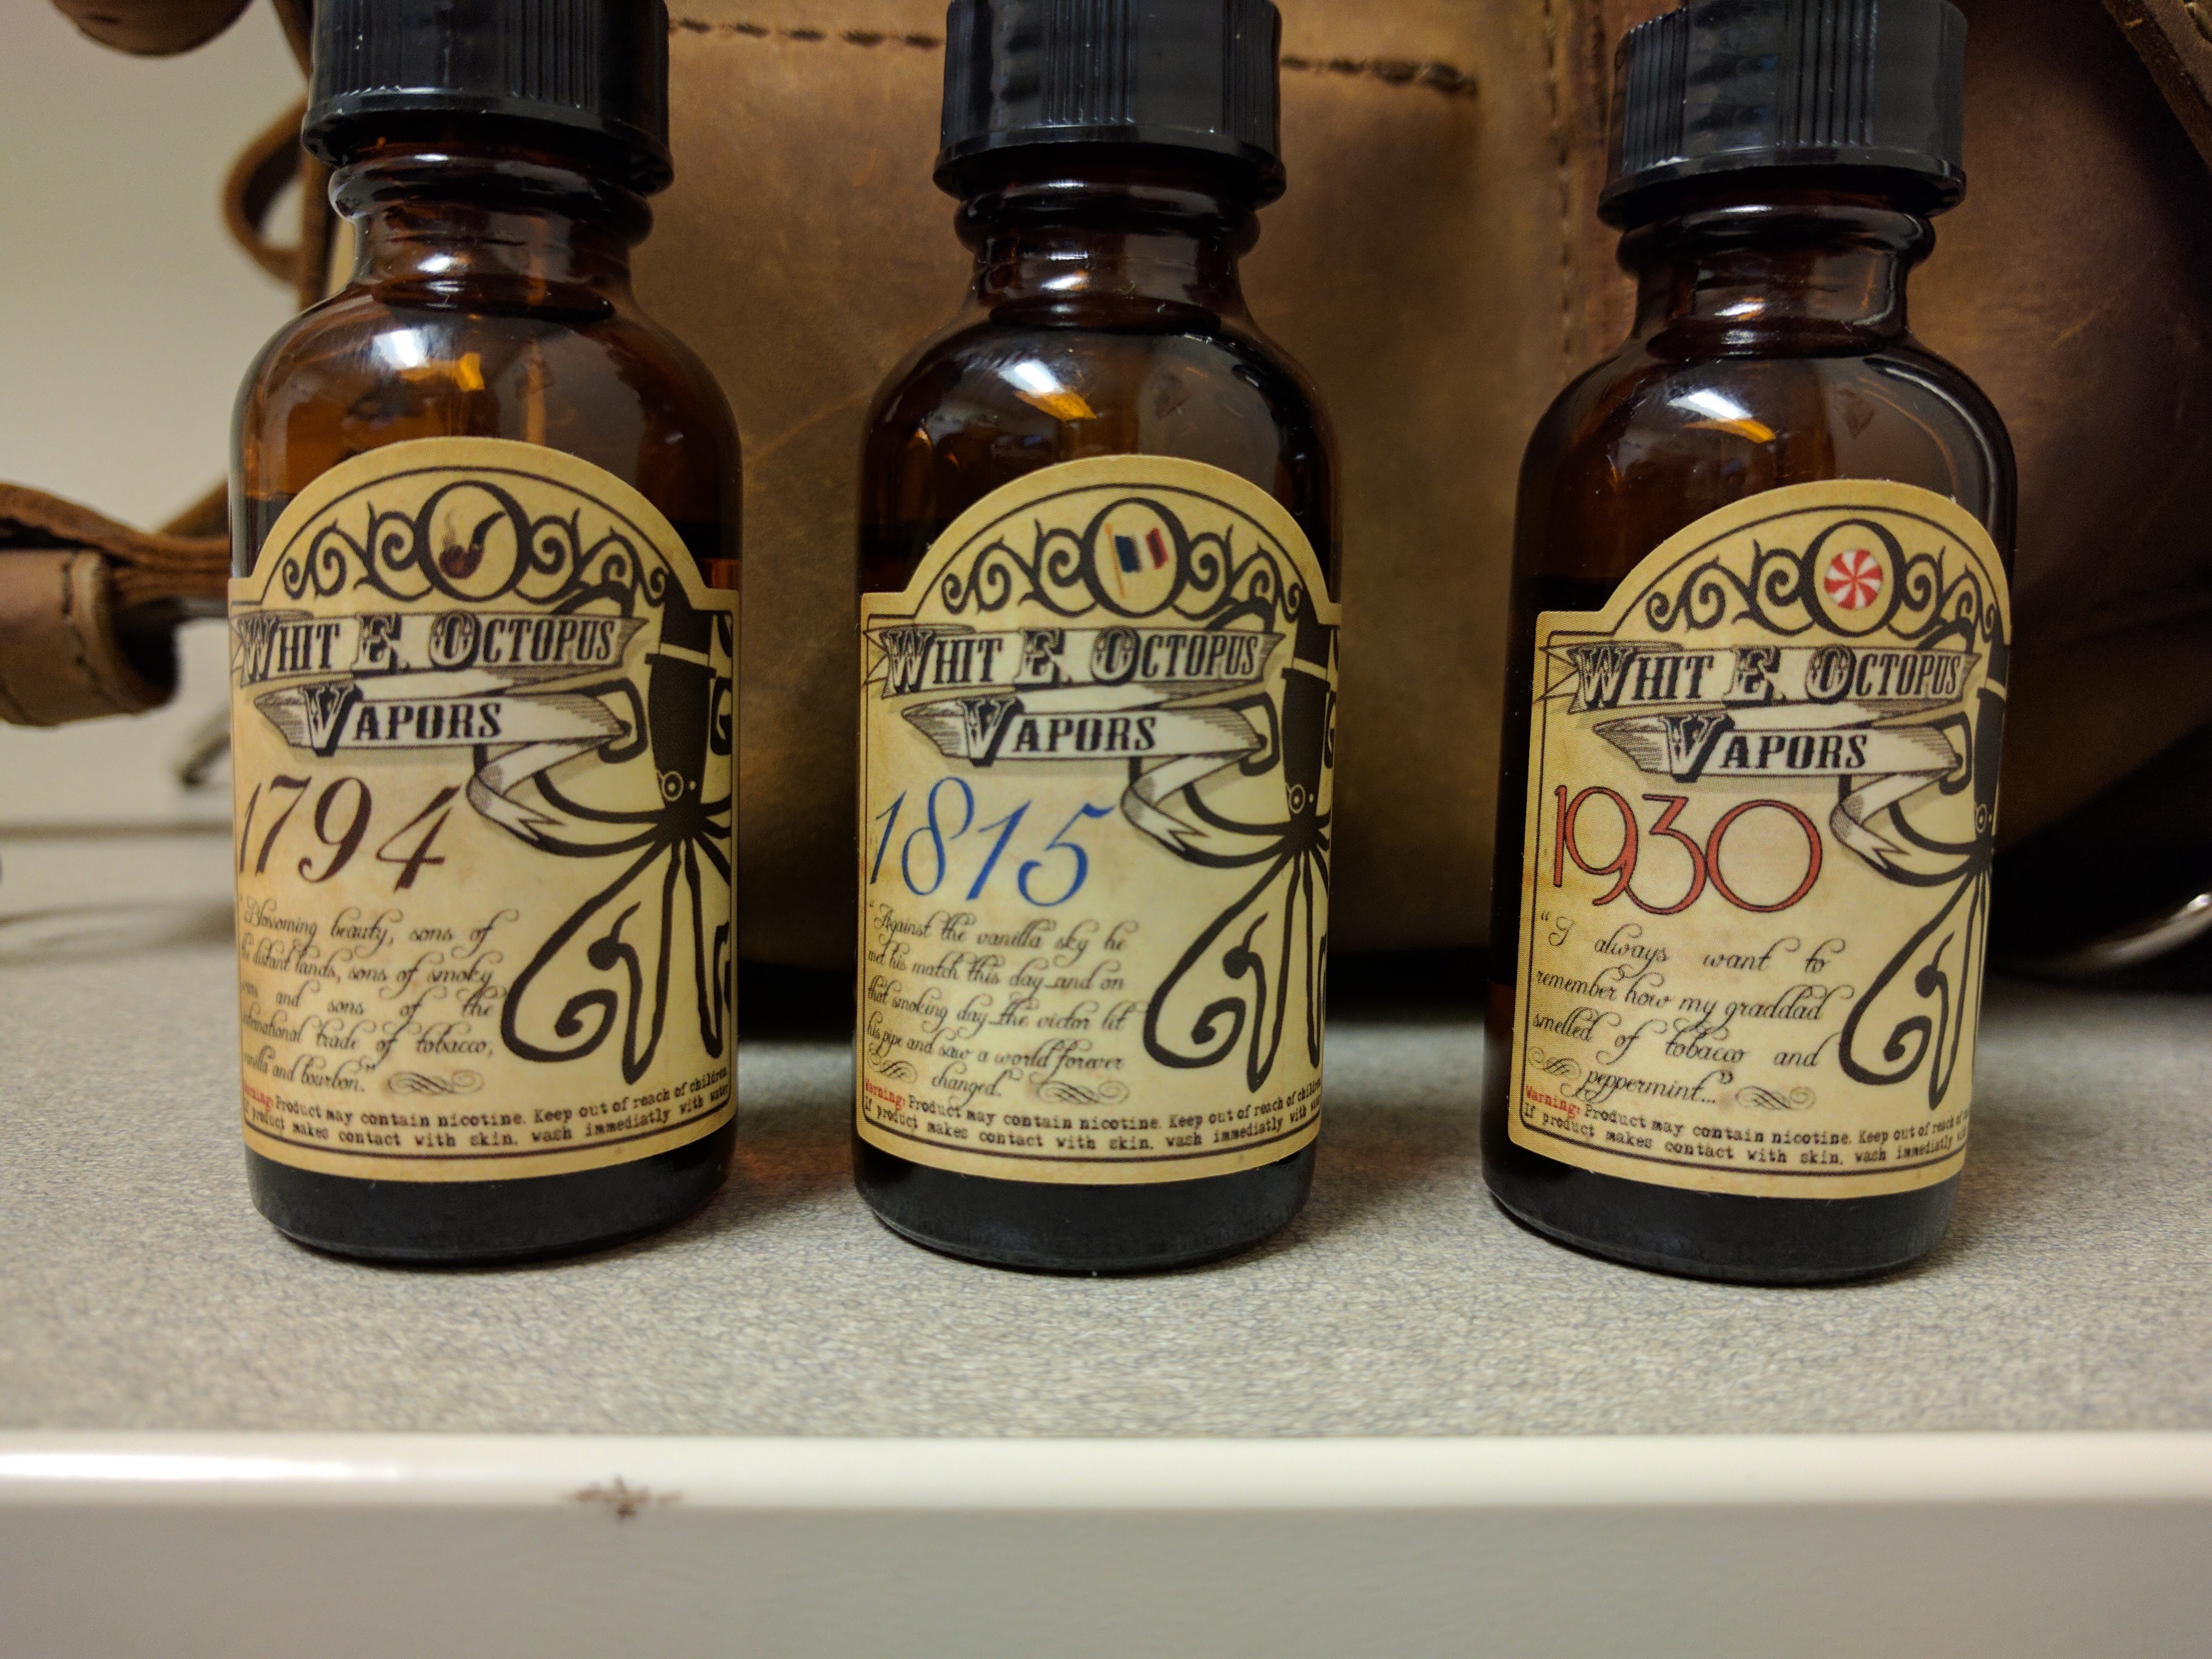 WHIT E. OCTOPUS
VAPORS
1794
"Blossoming beauty, sons of
distant lands, sons of smoky
and sons of the
trade of tobacco,
and bourbon."
Warning: Product may contain nicotine. Keep out of reach of children.
If product makes contact with skin, wash immediatly with water
WHIT E. OCTOPUS
VAPORS
1815
"Against the vanilla sky he
met his match this day and on
that smoking day the victor lit
his pipe and saw a world forever
changed."
Warning: Product may contain nicotine. Keep out of reach of children.
If product makes contact with skin, wash immediatly with
WHIT E. OCTOPUS
VAPORS
1930
"I always want to
remember how my graddad
smelled of tobacco and
peppermint..."
Warning: Product may contain nicotine. Keep out of reach of
If product makes contact with skin, wash immediatly